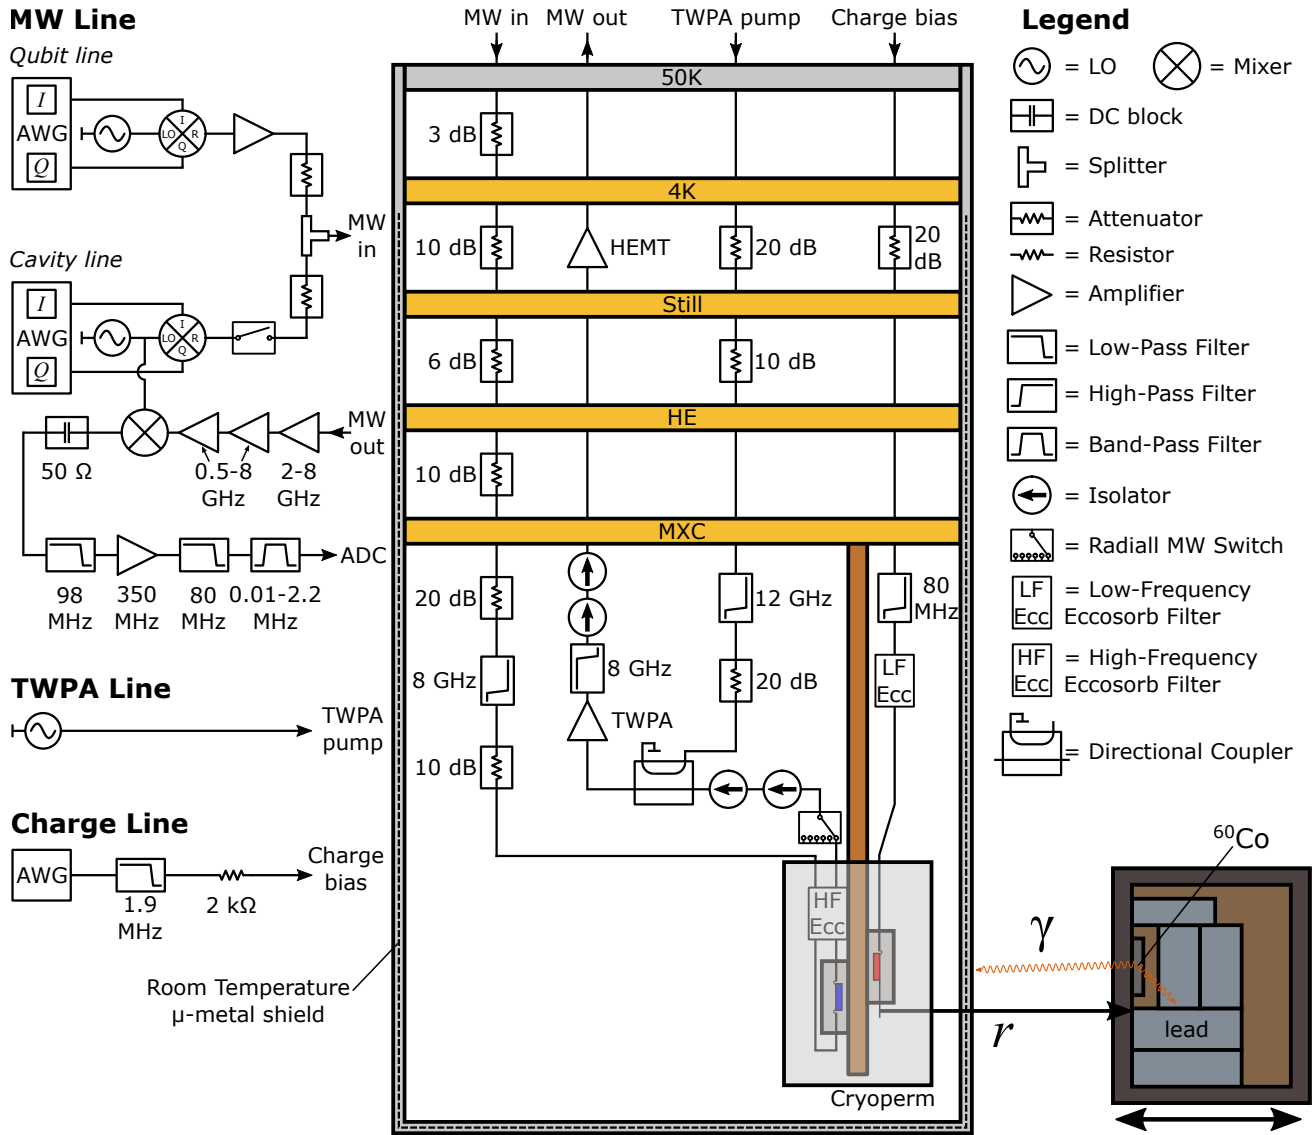 MW Line
Qubit line
I
AWG
Q
LO
I
R
Q
MW
in
Cavity line
I
AWG
Q
LO
I
R
Q
MW
out
50 Ω
0.5-8
GHz
2-8
GHz
ADC
98
MHz
350
MHz
80
MHz
0.01-2.2
MHz
TWPA Line
TWPA
pump
Charge Line
AWG
1.9
MHz
2 kΩ
Charge
bias
Room Temperature
μ-metal shield
MW in
MW out
TWPA pump
Charge bias
50K
3 dB
4K
10 dB
HEMT
20 dB
20
dB
Still
6 dB
10 dB
HE
10 dB
MXC
20 dB
12 GHz
80
MHz
8 GHz
8 GHz
20 dB
LF
Ecc
TWPA
10 dB
HF
Ecc
Cryoperm
Legend
= LO
= Mixer
= DC block
= Splitter
= Attenuator
= Resistor
= Amplifier
= Low-Pass Filter
= High-Pass Filter
= Band-Pass Filter
= Isolator
= Radiall MW Switch
LF
Ecc
= Low-Frequency
Eccosorb Filter
HF
Ecc
= High-Frequency
Eccosorb Filter
= Directional Coupler
⁶⁰Co
γ
r
lead